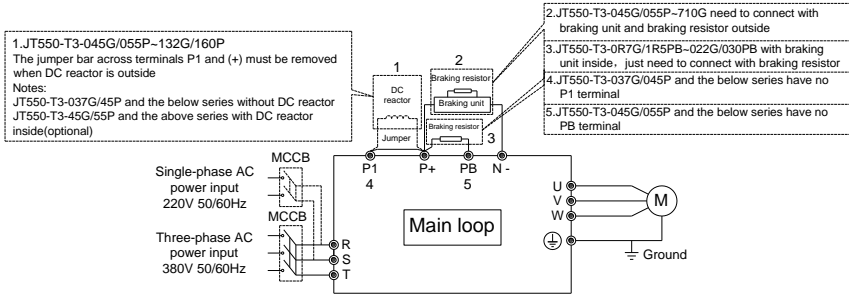 1.JT550-T3-045G/055P~132G/160P
The jumper bar across terminals P1 and (+) must be removed
when DC reactor is outside
Notes:
JT550-T3-037G/45P and the below series without DC reactor
JT550-T3-45G/55P and the above series with DC reactor
inside(optional)
2.JT550-T3-045G/055P~710G need to connect with
braking unit and braking resistor outside
3.JT550-T3-0R7G/1R5PB~022G/030PB with braking
unit inside, just need to connect with braking resistor
4.JT550-T3-037G/045P and the below series have no
P1 terminal
5.JT550-T3-045G/055P and the below series have no
PB terminal
1
DC
reactor
Jumper
2
Braking resistor
Braking unit
Braking resistor
3
P1
P+
PB
N -
4
5
MCCB
Single-phase AC
power input
220V 50/60Hz
MCCB
Three-phase AC
power input
380V 50/60Hz
R
S
T
Main loop
U
V
W
M
Ground